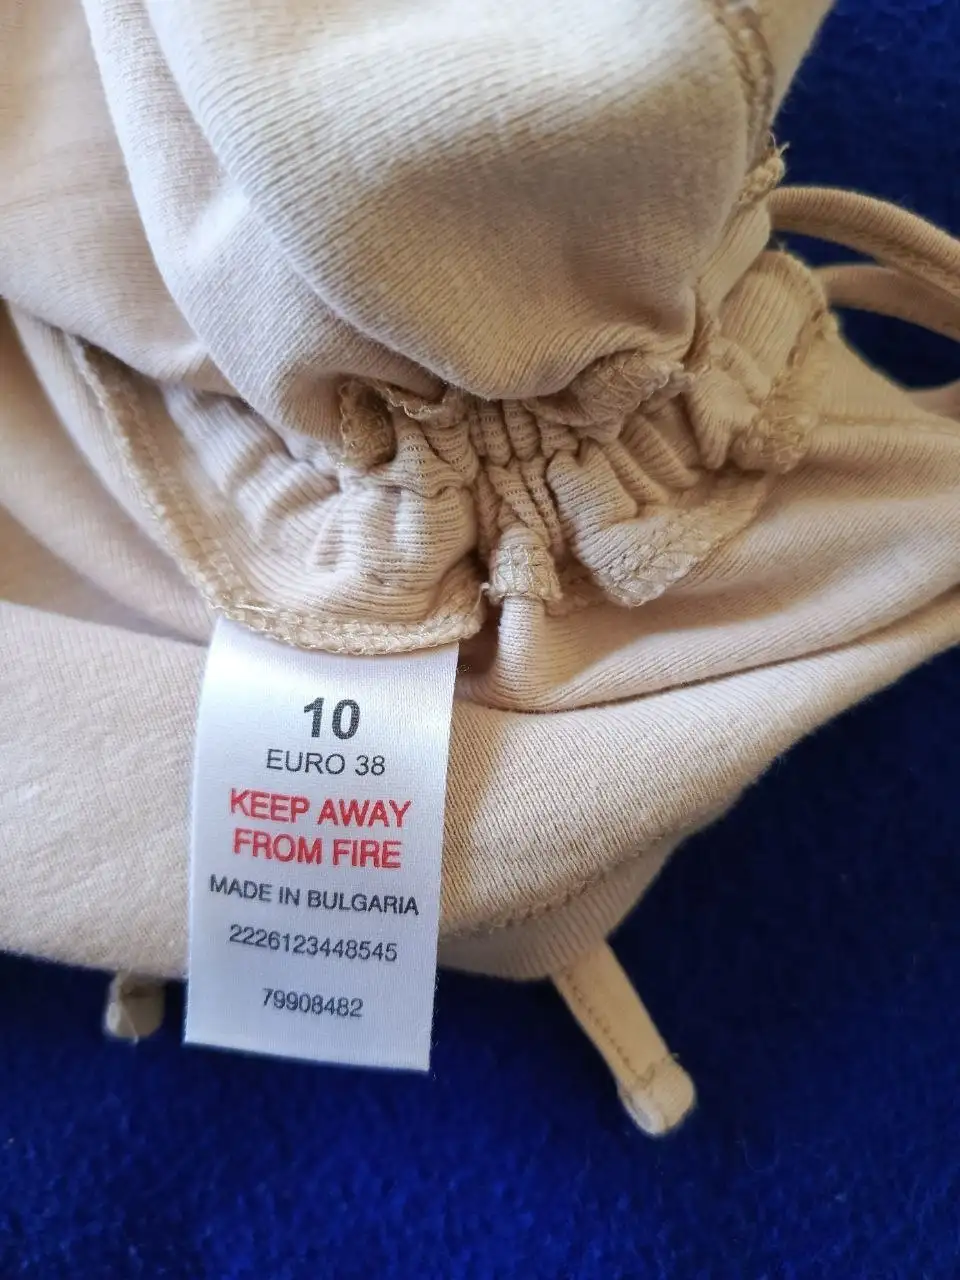 10
EURO 38
KEEP AWAY
FROM FIRE
MADE IN BULGARIA
2226123448545
79908482